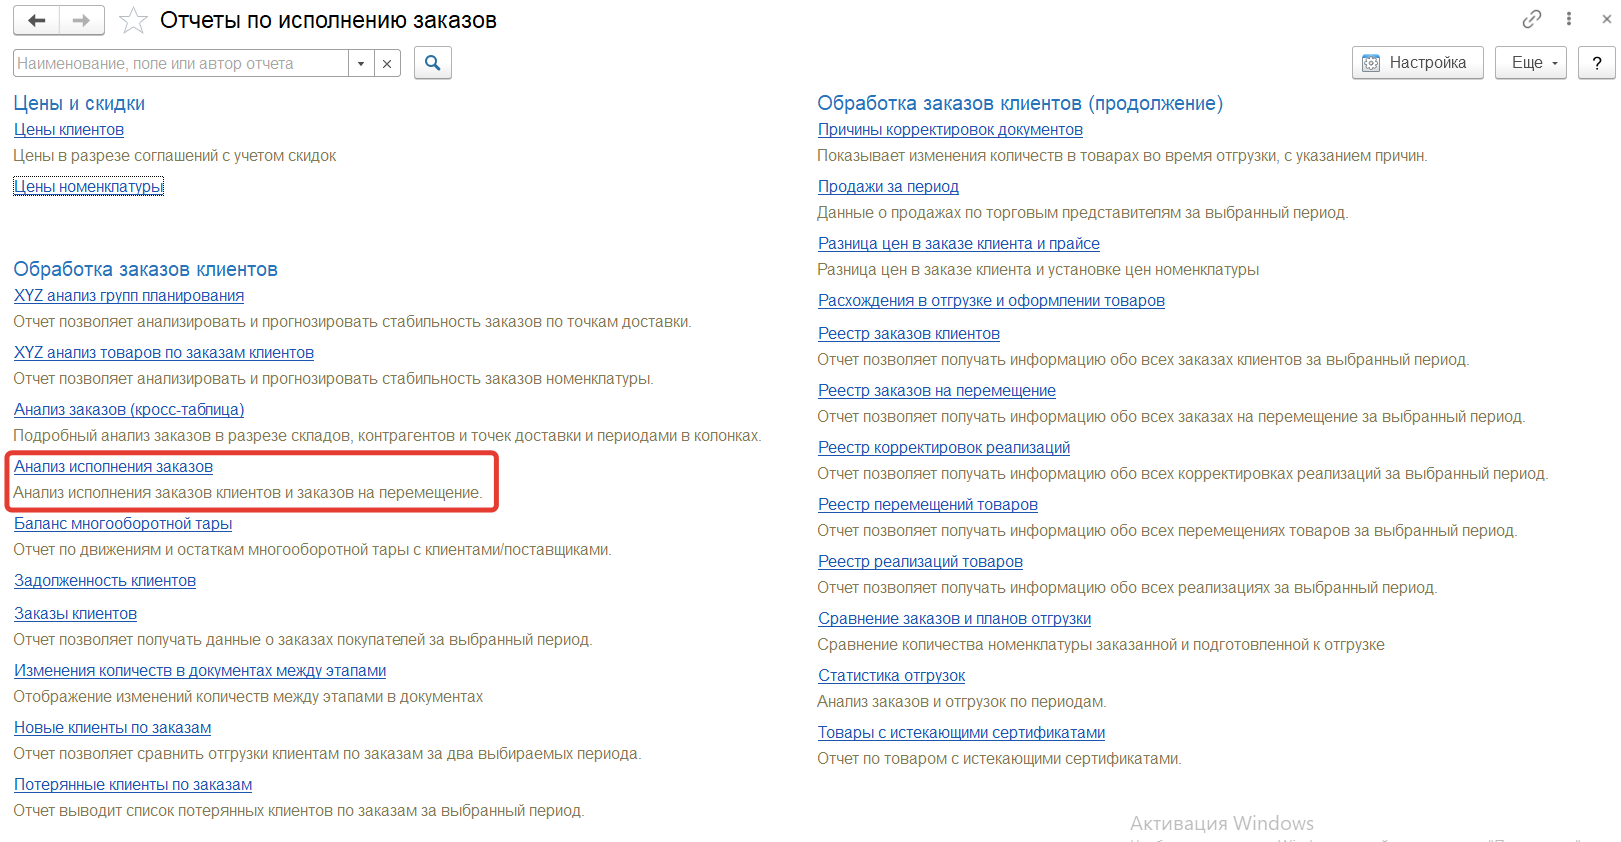 Отчеты по исполнению заказов
Наименование, поле или автор отчета
Настройка
Еще
?
Цены и скидки
Цены клиентов
Цены в разрезе соглашений с учетом скидок
Цены номенклатуры
Обработка заказов клиентов
XYZ анализ групп планирования
Отчет позволяет анализировать и прогнозировать стабильность заказов по точкам доставки.
XYZ анализ товаров по заказам клиентов
Отчет позволяет анализировать и прогнозировать стабильность заказов номенклатуры.
Анализ заказов (кросс-таблица)
Подробный анализ заказов в разрезе складов, контрагентов и точек доставки и периодами в колонках.
Анализ исполнения заказов
Анализ исполнения заказов клиентов и заказов на перемещение.
Баланс многооборотной тары
Отчет по движениям и остаткам многооборотной тары с клиентами/поставщиками.
Задолженность клиентов
Заказы клиентов
Отчет позволяет получать данные о заказах покупателей за выбранный период.
Изменения количеств в документах между этапами
Отображение изменений количеств между этапами в документах
Новые клиенты по заказам
Отчет позволяет сравнить отгрузки клиентам по заказам за два выбираемых периода.
Потерянные клиенты по заказам
Отчет выводит список потерянных клиентов по заказам за выбранный период.
Обработка заказов клиентов (продолжение)
Причины корректировок документов
Показывает изменения количеств в товарах во время отгрузки, с указанием причин.
Продажи за период
Данные о продажах по торговым представителям за выбранный период.
Разница цен в заказе клиента и прайсе
Разница цен в заказе клиента и установке цен номенклатуры
Расхождения в отгрузке и оформлении товаров
Реестр заказов клиентов
Отчет позволяет получать информацию обо всех заказах клиентов за выбранный период.
Реестр заказов на перемещение
Отчет позволяет получать информацию обо всех заказах на перемещение за выбранный период.
Реестр корректировок реализаций
Отчет позволяет получать информацию обо всех корректировках реализаций за выбранный период.
Реестр перемещений товаров
Отчет позволяет получать информацию обо всех перемещениях товаров за выбранный период.
Реестр реализаций товаров
Отчет позволяет получать информацию обо всех реализациях за выбранный период.
Сравнение заказов и планов отгрузки
Сравнение количества номенклатуры заказанной и подготовленной к отгрузке
Статистика отгрузок
Анализ заказов и отгрузок по периодам.
Товары с истекающими сертификатами
Отчет по товаром с истекающими сертификатами.
Активация Windows